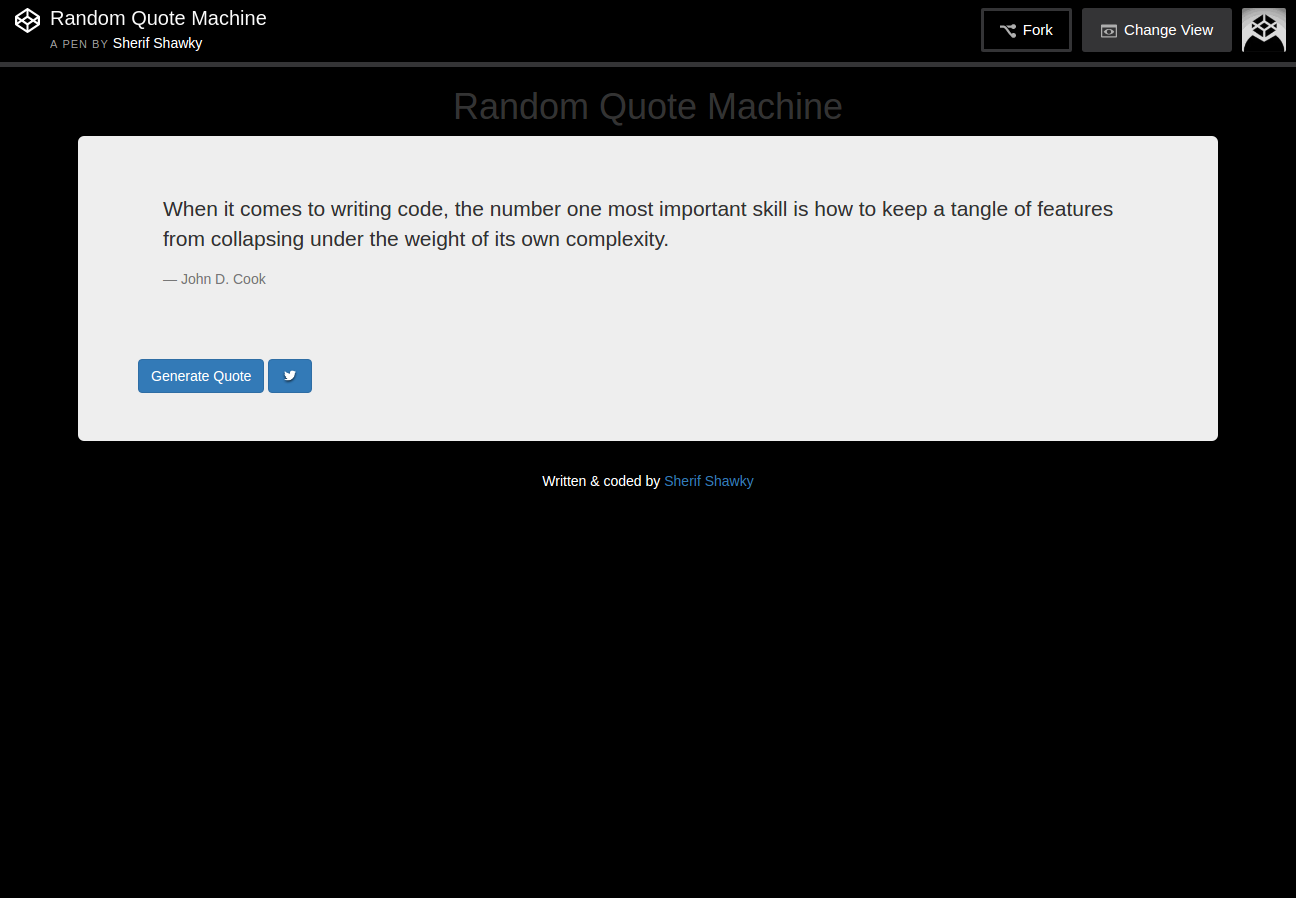 Random Quote Machine
A PEN BY Sherif Shawky
Fork
Change View
Random Quote Machine
When it comes to writing code, the number one most important skill is how to keep a tangle of features
from collapsing under the weight of its own complexity.
— John D. Cook
Generate Quote
Written & coded by Sherif Shawky